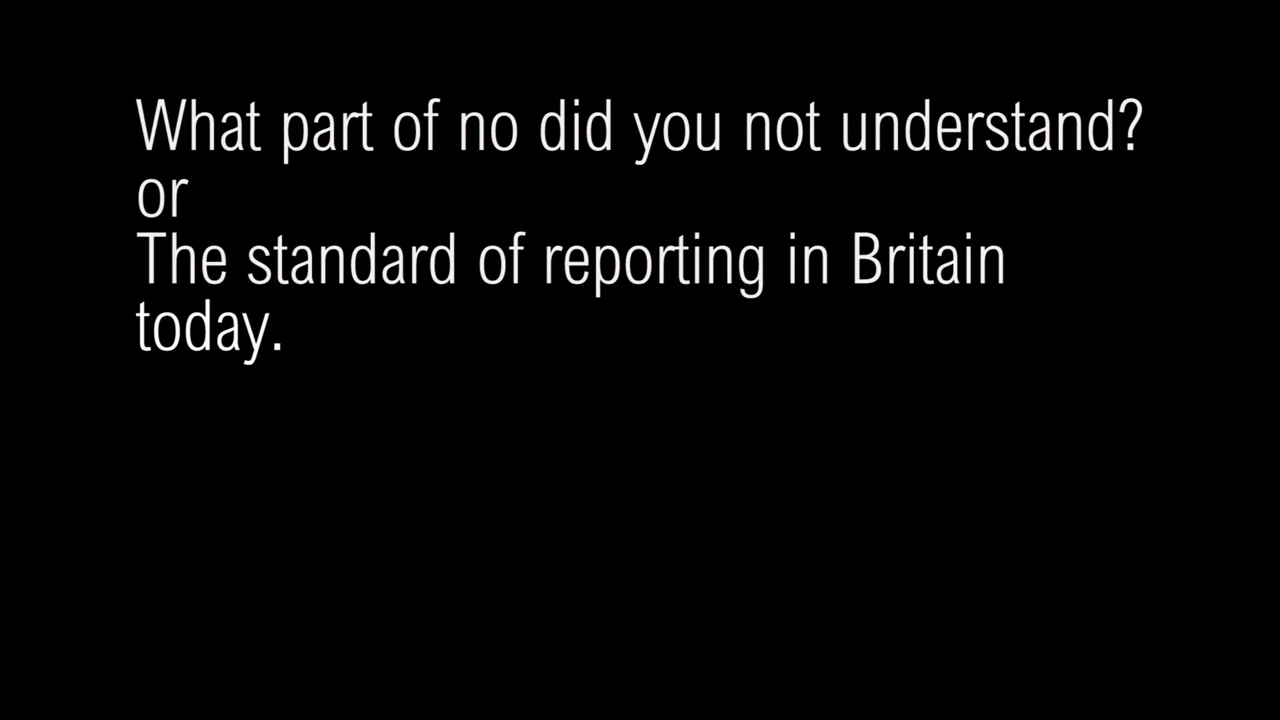 What part of no did you not understand?
or
The standard of reporting in Britain
today.